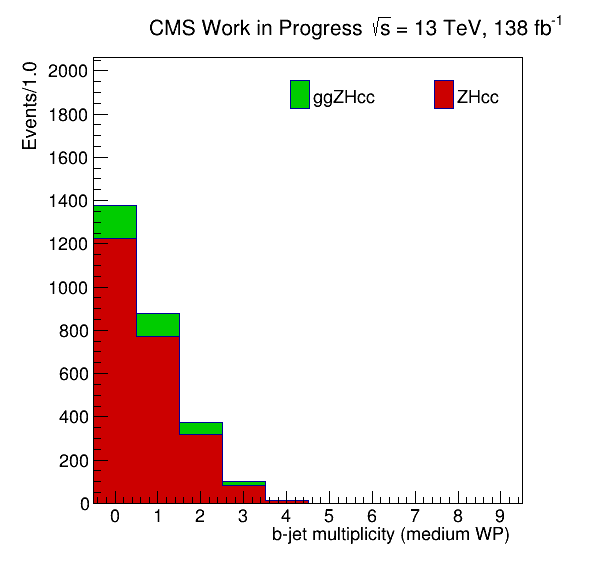 CMS Work in Progress √s = 13 TeV, 138 fb⁻¹
Events/1.0
ggZHcc ZHcc
2000
1800
1600
1400
1200
1000
800
600
400
200
0
0 1 2 3 4 5 6 7 8 9
b-jet multiplicity (medium WP)